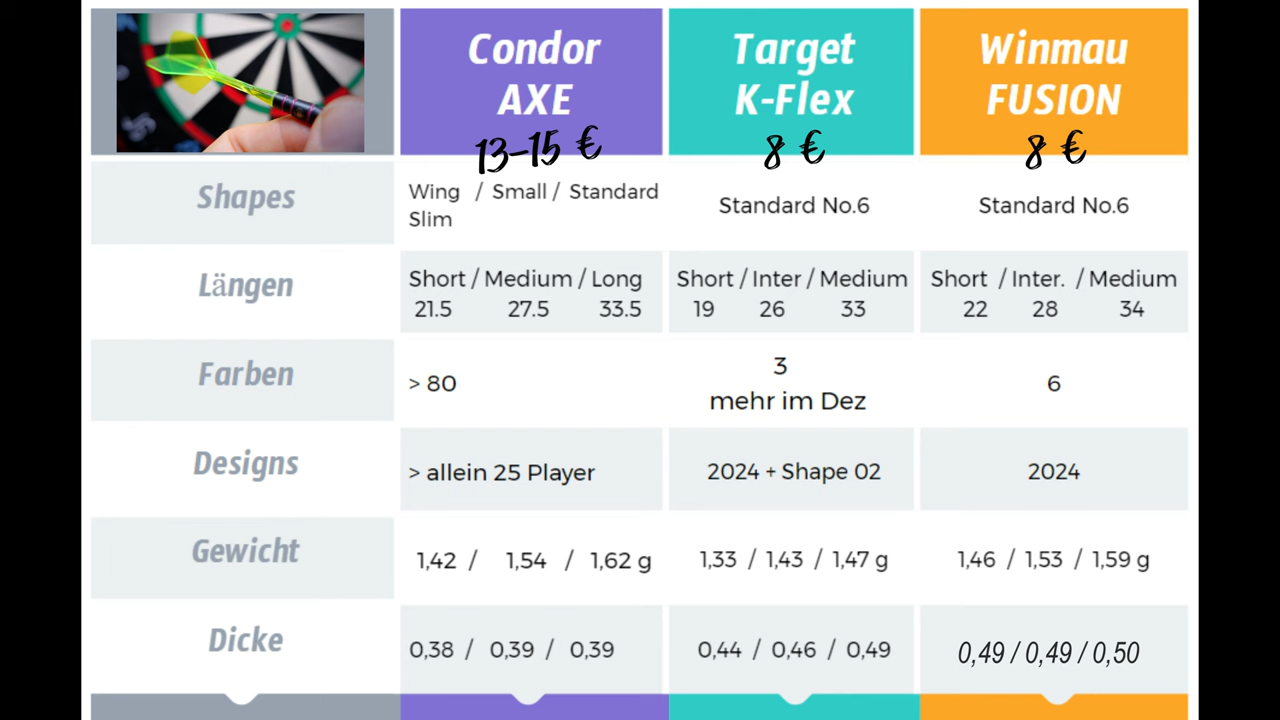 Condor
AXE
13-15 €
Target
K-Flex
8 €
Winmau
FUSION
8 €
Shapes
Wing / Small / Standard
Slim
Standard No.6
Standard No.6
Längen
Short / Medium / Long
21.5 27.5 33.5
Short / Inter / Medium
19 26 33
Short / Inter. / Medium
22 28 34
Farben
> 80
3
mehr im Dez
6
Designs
> allein 25 Player
2024 + Shape 02
2024
Gewicht
1,42 / 1,54 / 1,62 g
1,33 / 1,43 / 1,47 g
1,46 / 1,53 / 1,59 g
Dicke
0,38 / 0,39 / 0,39
0,44 / 0,46 / 0,49
0,49 / 0,49 / 0,50